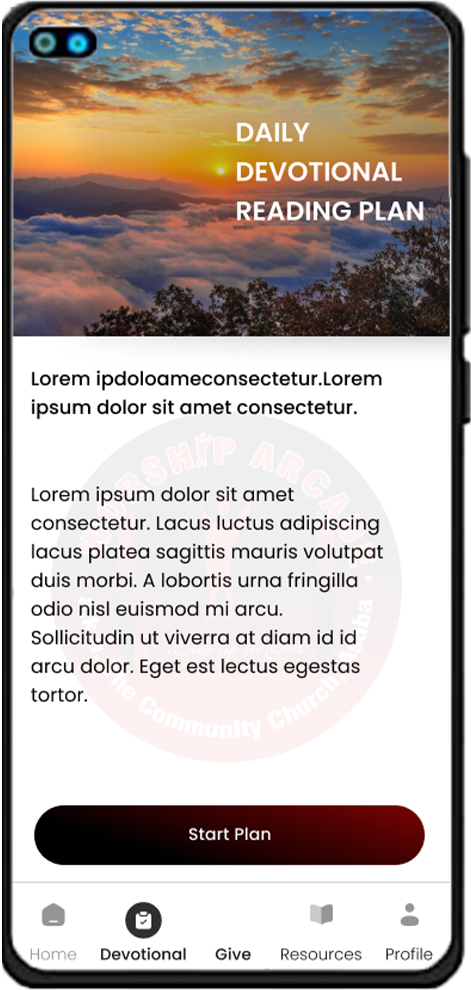 DAILY
DEVOTIONAL
READING PLAN
Lorem ipdoloameconsectetur.Lorem
ipsum dolor sit amet consectetur.
WORSHIP ARCADE
Lorem ipsum dolor sit amet
consectetur. Lacus luctus adipiscing
lacus platea sagittis mauris volutpat
duis morbi. A lobortis urna fringilla
odio nisl euismod mi arcu.
Sollicitudin ut viverra at diam id id
arcu dolor. Eget est lectus egestas
tortor.
The Community Church, Asaba
Start Plan
Home
Devotional
Give
Resources
Profile